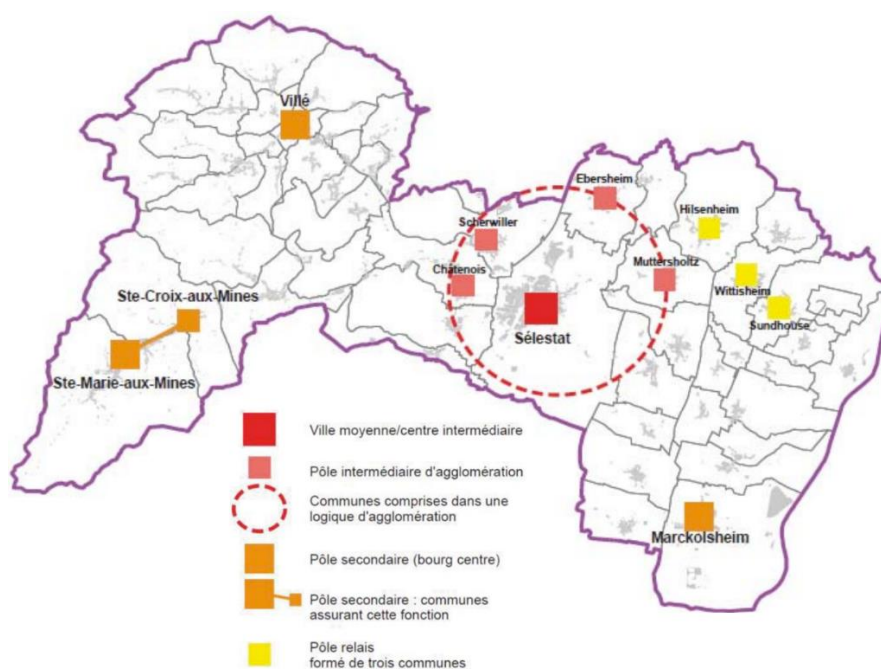 Villé
Ebersheim
Hilsenheim
Scherwiller
Châtenois
Muttersholtz
Wittisheim
Ste-Croix-aux-Mines
Sundhouse
Sélestat
Ste-Marie-aux-Mines
Ville moyenne/centre intermédiaire
Pôle intermédiaire d'agglomération
Communes comprises dans une
logique d'agglomération
Marckolsheim
Pôle secondaire (bourg centre)
Pôle secondaire : communes
assurant cette fonction
Pôle relais
formé de trois communes